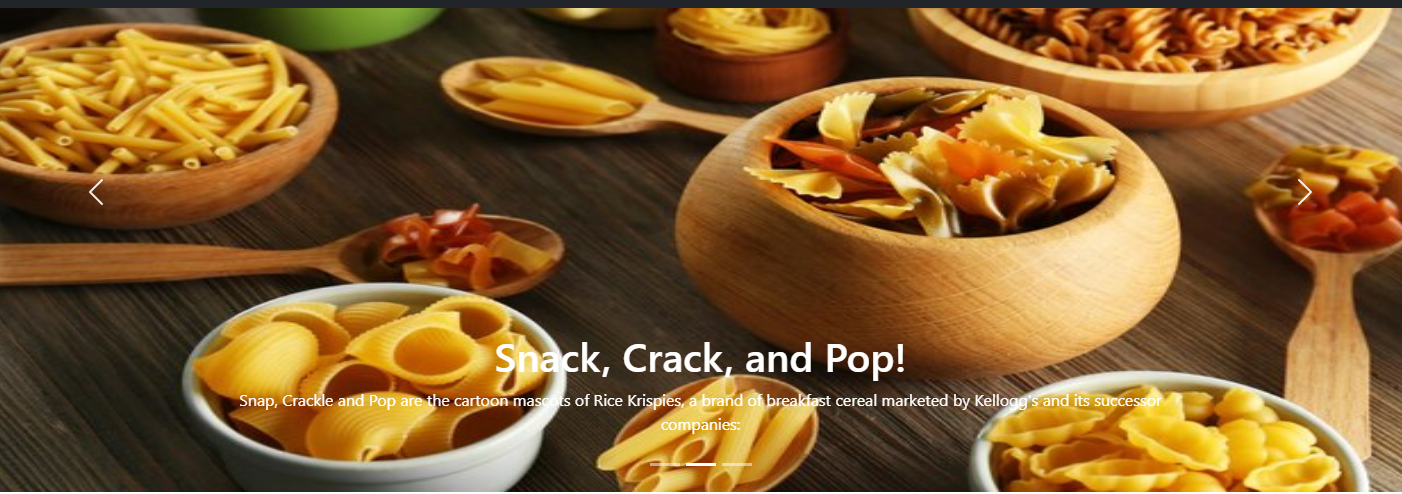 Snack, Crack, and Pop!
Snap, Crackle and Pop are the cartoon mascots of Rice Krispies, a brand of breakfast cereal marketed by Kellogg's and its successor
companies: